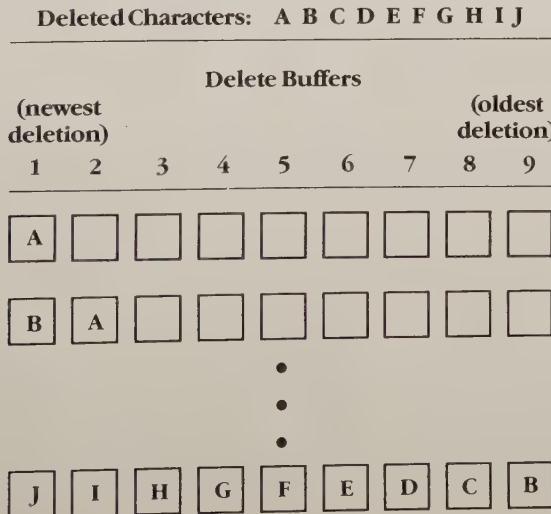 Deleted Characters: A B C D E F G H I J
Delete Buffers
(newest deletion)
(oldest deletion)
1 2 3 4 5 6 7 8 9
A
B A
J I H G F E D C B